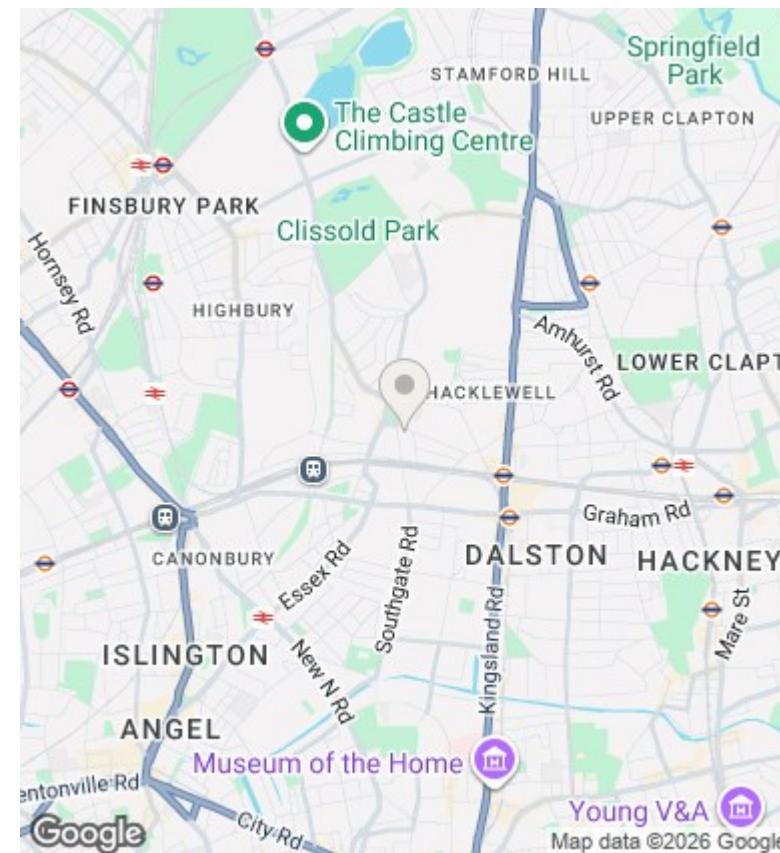 Springfield
Park
STAMFORD HILL
The Castle
Climbing Centre
UPPER CLAPTON
FINSBURY PARK
Clissold Park
Hornsey Rd
HIGHBURY
Amhurst Rd
LOWER CLAPT
HACKLEWELL
Graham Rd
CANONBURY
Essex Rd
Southgate Rd
DALSTON
HACKNEY
Mare St
Kingsland Rd
ISLINGTON
New N Rd
ANGEL
Museum of the Home
entonville Rd
City Rd
Young V&A
Google
Map data ©2026 Google